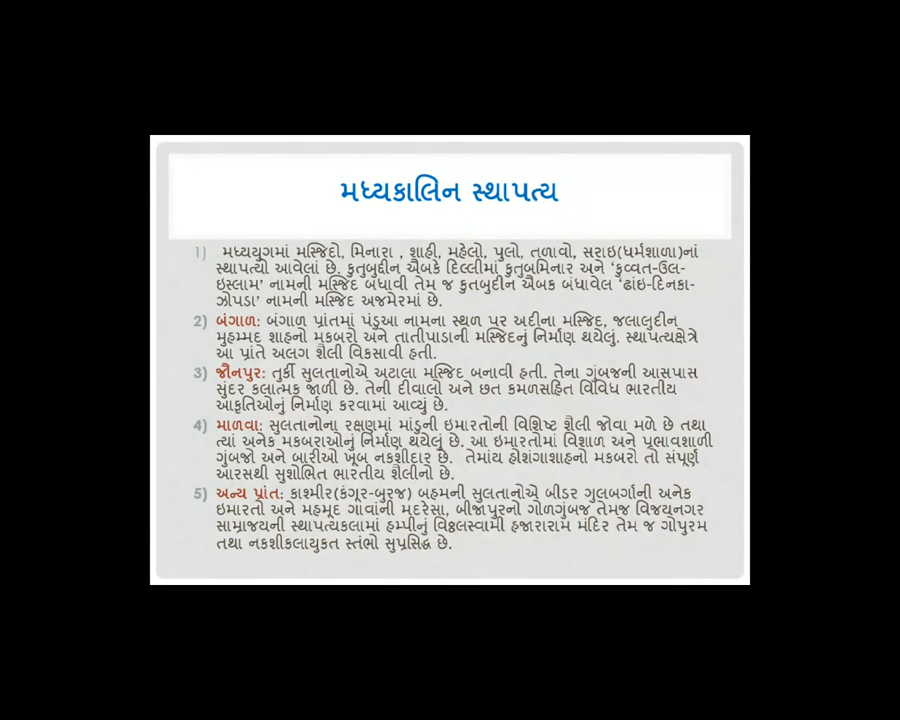 મધ્યકાલિન સ્થાપત્ય
1) મધ્યયુગમાં મસ્જિદો, મિનારા , શાહી, મહેલો, પુલો, તળાવો, સરાઇ(ધર્મશાળા)નાં
સ્થાપત્યો આવેલાં છે. કુતુબુદ્દીન ઐબકે દિલ્લીમાં કુતુબમિનાર અને ‘કુવ્વત-ઉલ-
ઇસ્લામ’ નામની મસ્જિદ બંધાવી તેમ જ કુતબુદીન ઐબક બંધાવેલ ‘ઢાંઇ-દિનકા-
ઝોપડા’ નામની મસ્જિદ અજમેરમાં છે.
2) બંગાળ: બંગાળ પ્રાંતમાં પંડુઆ નામના સ્થળ પર અદીના મસ્જિદ, જલાલુદીન
મુહમ્મદ શાહનો મકબરો અને તાતીપાડાની મસ્જિદનું નિર્માણ થયેલું. સ્થાપત્યક્ષેત્રે
આ પ્રાંતે અલગ શૈલી વિકસાવી હતી.
3) જૌનપુર: તુર્કી સુલતાનોએ અટાલા મસ્જિદ બનાવી હતી. તેના ગુંબજની આસપાસ
સુંદર કલાત્મક જાળી છે. તેની દીવાલો અને છત કમળસહિત વિવિધ ભારતીય
આકૃતિઓનું નિર્માણ કરવામાં આવ્યું છે.
4) માળવા: સુલતાનોના રક્ષણમાં માંડુની ઇમારતોની વિશિષ્ટ શૈલી જોવા મળે છે તથા
ત્યાં અનેક મકબરાઓનું નિર્માણ થયેલું છે. આ ઇમારતોમાં વિશાળ અને પ્રભાવશાળી
ગુંબજો અને બારીઓ ખૂબ નકશીદાર છે. તેમાંય હોશંગાશાહનો મકબરો તો સંપૂર્ણ
આરસથી સુશોભિત ભારતીય શૈલીનો છે.
5) અન્ય પ્રાંત: કાશ્મીર(કંગૂર-બુરજ) બહમની સુલતાનોએ બીડર ગુલબર્ગાની અનેક
ઇમારતો અને મહમૂદ ગાવાંની મદરેસા, બીજાપુરનો ગોળગુંબજ તેમજ વિજયનગર
સામ્રાજયની સ્થાપત્યકલામાં હમ્પીનું વિઠ્ઠલસ્વામી હજારારામ મંદિર તેમ જ ગોપુરમ
તથા નકશીકલાયુકત સ્તંભો સુપ્રસિદ્ધ છે.